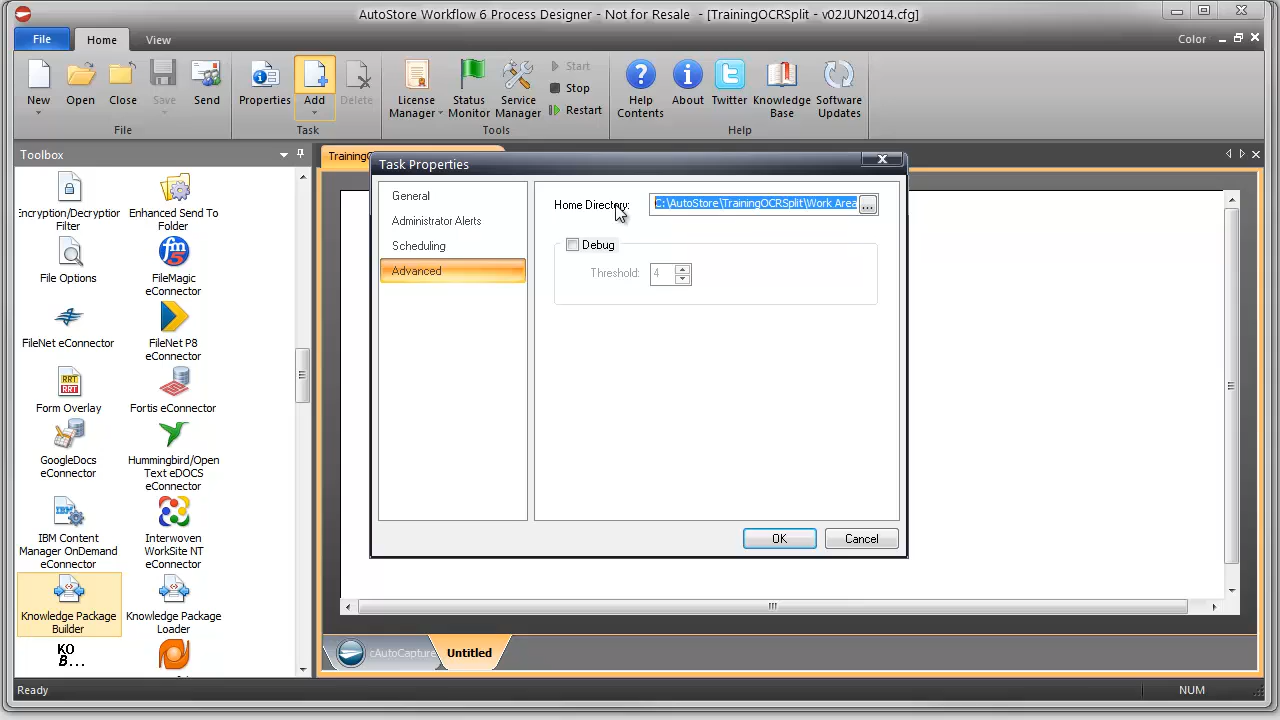 AutoStore Workflow 6 Process Designer - Not for Resale - [TrainingOCRSplit - v02JUN2014.cfg]
File
Home
View
Color
New
Open
Close
Save
Send
File
Properties
Add
Delete
Task
License Manager
Status Monitor
Service Manager
Start
Stop
Restart
Tools
Help Contents
About
Twitter
Knowledge Base
Software Updates
Help
Toolbox
Encryption/Decryptor Filter
Enhanced Send To Folder
File Options
FileMagic eConnector
FileNet eConnector
FileNet P8 eConnector
RRT
RRT
Form Overlay
Fortis eConnector
GoogleDocs eConnector
Hummingbird/Open Text eDOCS eConnector
IBM
IBM Content Manager OnDemand eConnector
Interwoven WorkSite NT eConnector
Knowledge Package Builder
Knowledge Package Loader
KO
B...
Task Properties
General
Administrator Alerts
Scheduling
Advanced
Home Directory:
C:\AutoStore\TrainingOCRSplit\Work Area
...
Debug
Threshold:
4
OK
Cancel
cAutoCapture
Untitled
Ready
NUM